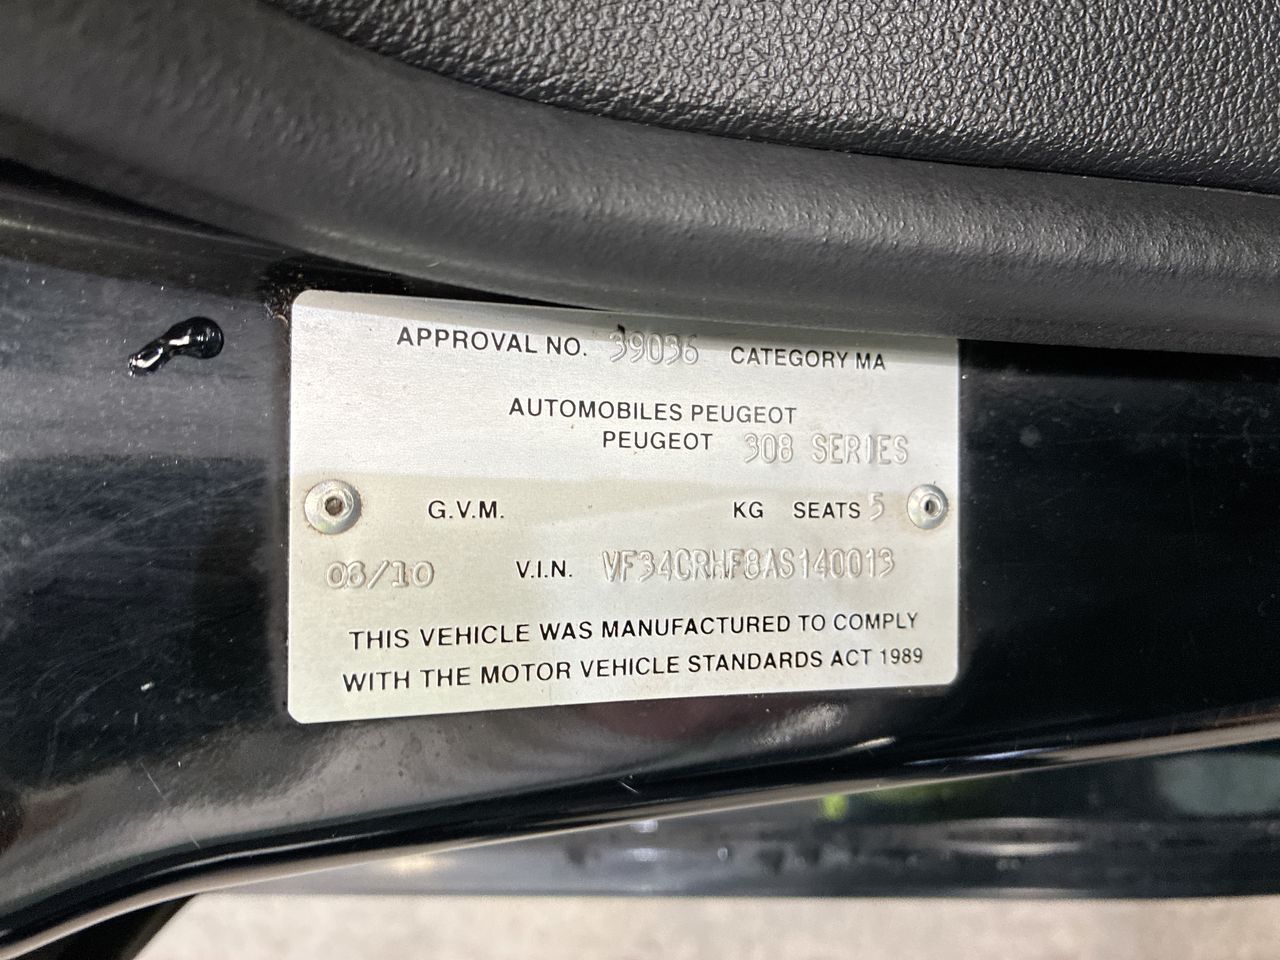 APPROVAL NO. 39036 CATEGORY MA
AUTOMOBILES PEUGEOT
PEUGEOT 308 SERIES
G.V.M. KG SEATS 5
06/10 V.I.N. VF34CRHF8AS140013
THIS VEHICLE WAS MANUFACTURED TO COMPLY
WITH THE MOTOR VEHICLE STANDARDS ACT 1989